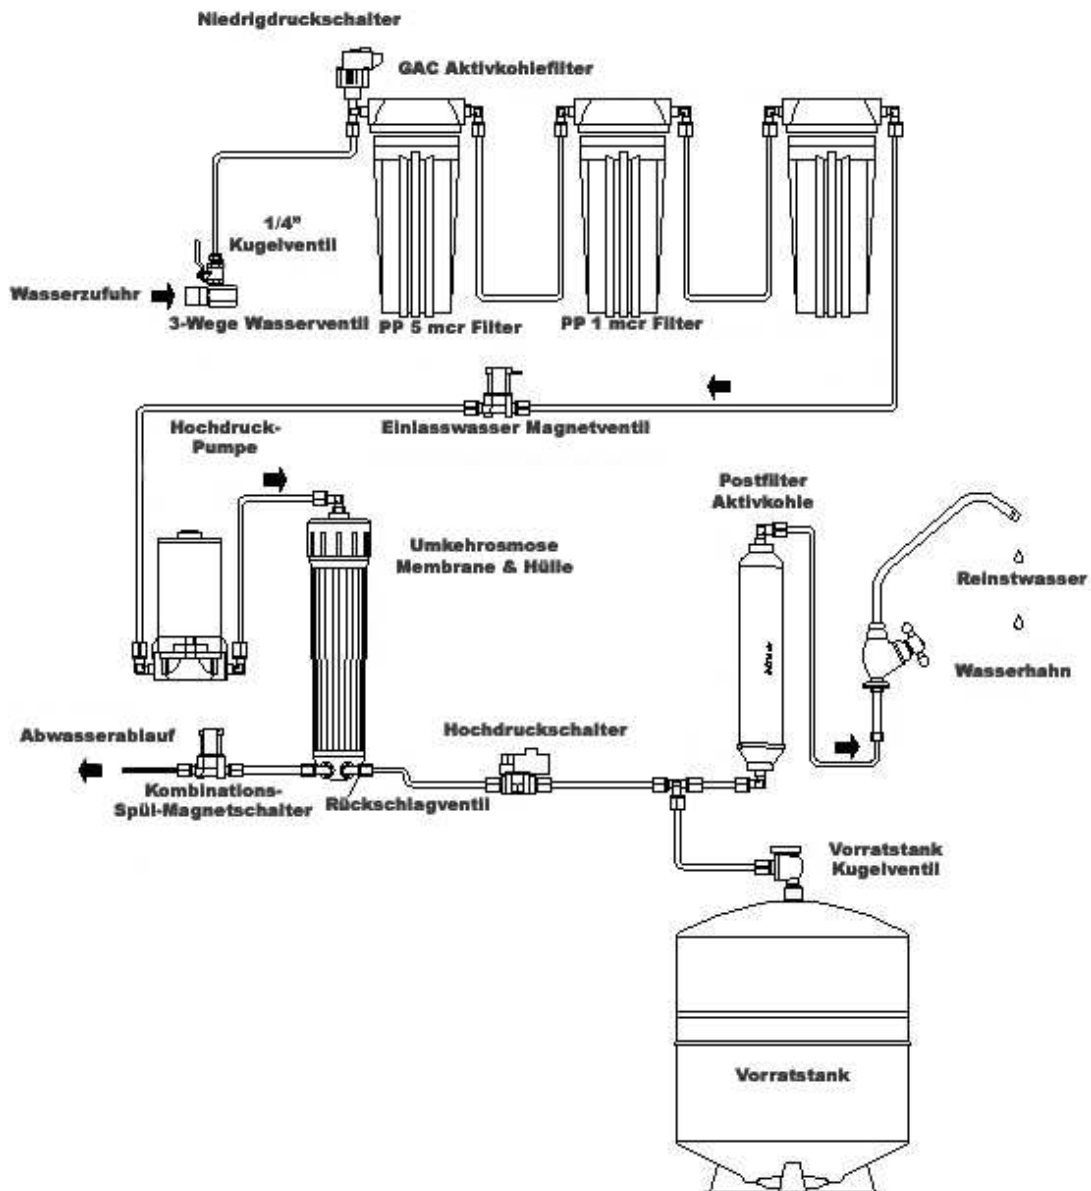 Niedrigdruckschalter
GAC Aktivkohlefilter
1/4"
Kugelventil
Wasserzufuhr
3-Wege Wasserventil
PP 5 mcr Filter
PP 1 mcr Filter
Hochdruck-
Pumpe
Einlasswasser Magnetventil
Postfilter
Aktivkohle
Umkehrosmose
Membrane & Hülle
Reinstwasser
Wasserhahn
Abwasserablauf
Hochdruckschalter
Kombinations-
Spül-Magnetschalter
Rückschlagventil
Vorratstank
Kugelventil
Vorratstank